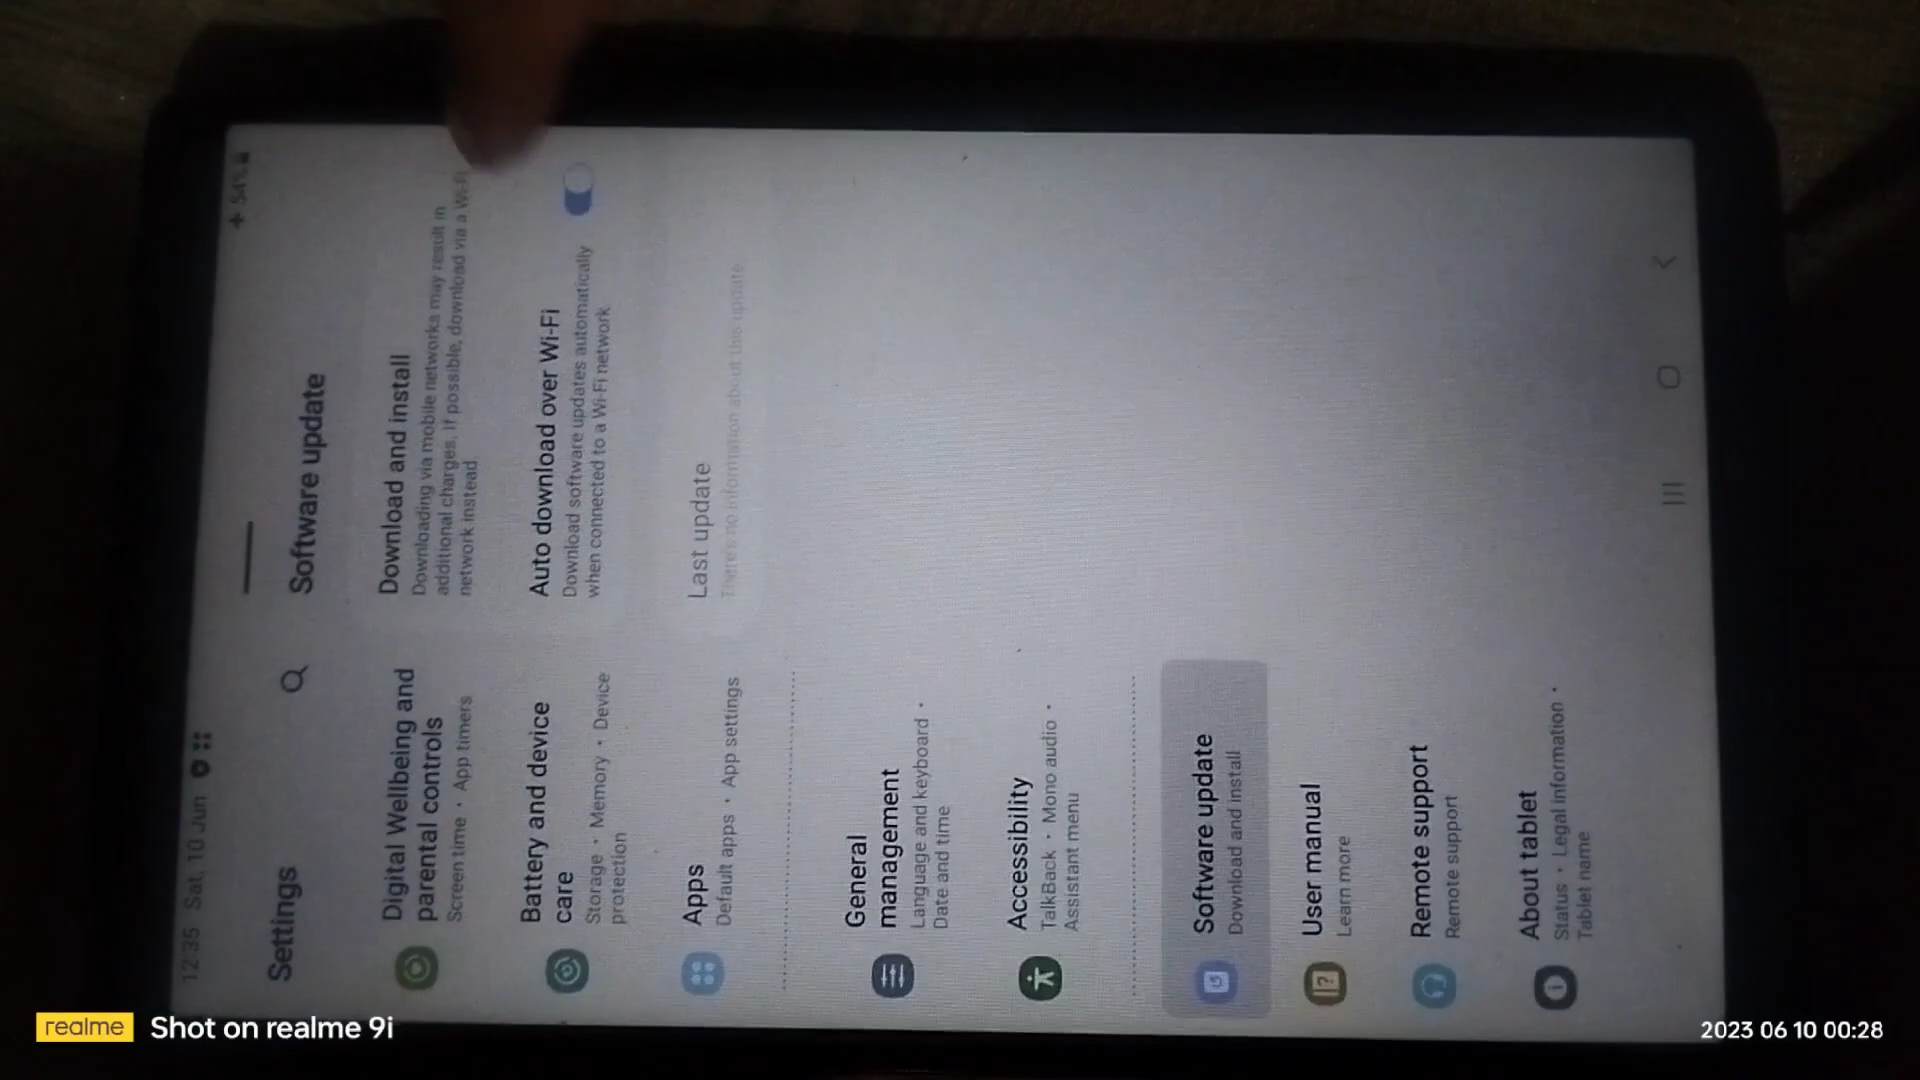 12:35 Sat, 10 Jun
54%
Settings
Digital Wellbeing and
parental controls
Screen time • App timers
Battery and device
care
Storage • Memory • Device
protection
Apps
Default apps • App settings
General
management
Language and keyboard •
Date and time
Accessibility
TalkBack • Mono audio •
Assistant menu
Software update
Download and install
User manual
Learn more
Remote support
Remote support
About tablet
Status • Legal information •
Tablet name
Software update
Download and install
Downloading via mobile networks may result in
additional charges. If possible, download via a Wi-Fi
network instead.
Auto download over Wi-Fi
Download software updates automatically
when connected to a Wi-Fi network.
Last update
There's no information about this update.
realme
Shot on realme 9i
2023 06 10 00:28